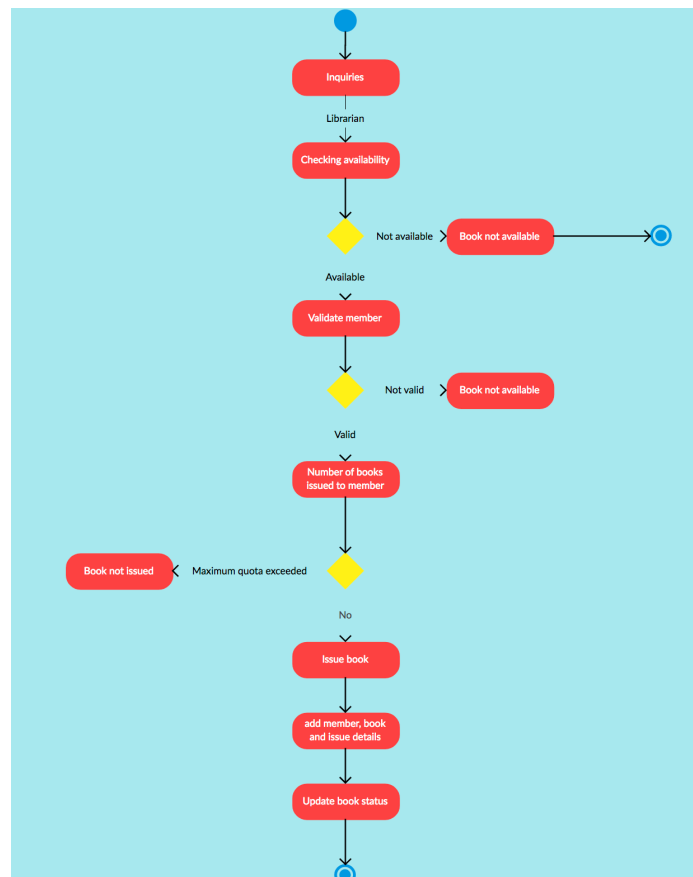 Inquiries
Librarian
Checking availability
Not available
Book not available
Available
Validate member
Not valid
Book not available
Valid
Number of books
issued to member
Book not issued
Maximum quota exceeded
No
Issue book
add member, book
and issue details
Update book status